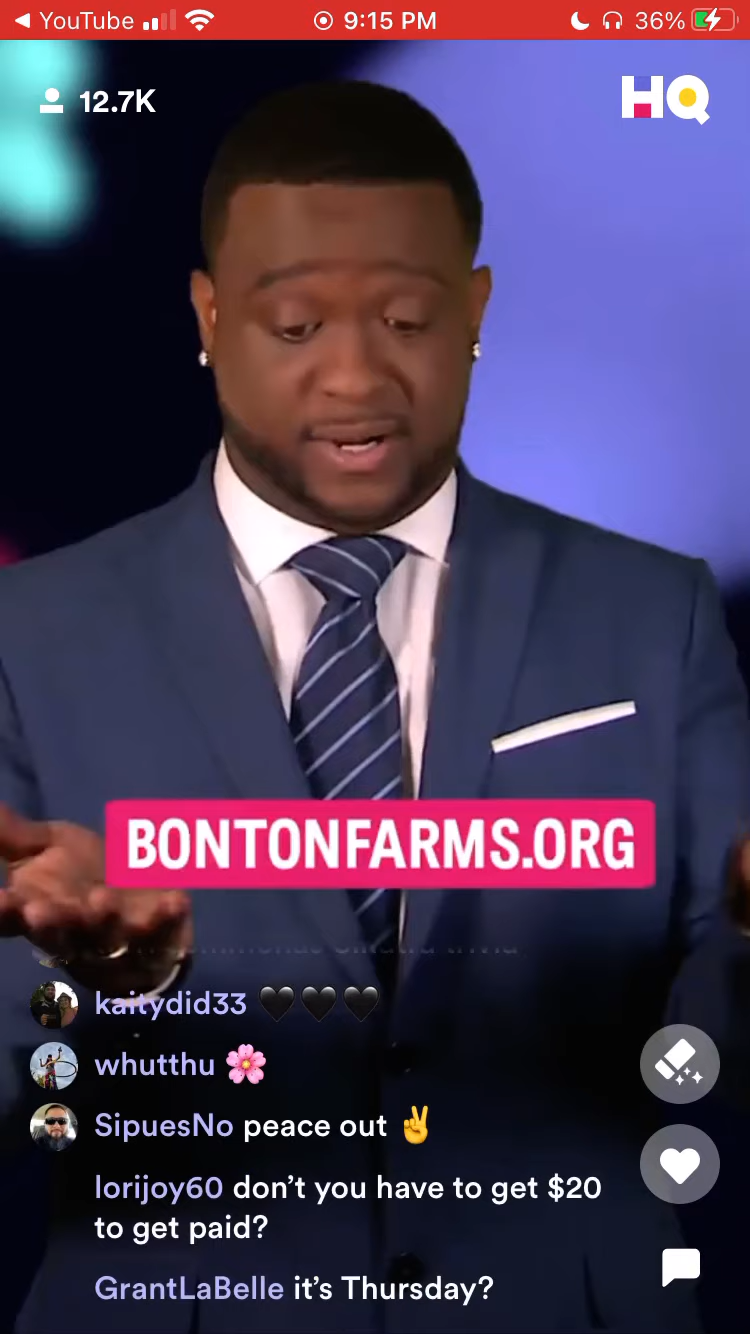 YouTube 9:15 PM 36%
12.7K HQ
BONTONFARMS.ORG
kaitydid33 🖤🖤🖤
whutthu 🌸
SipuesNo peace out ✌️
lorijoy60 don’t you have to get $20
to get paid?
GrantLaBelle it’s Thursday?